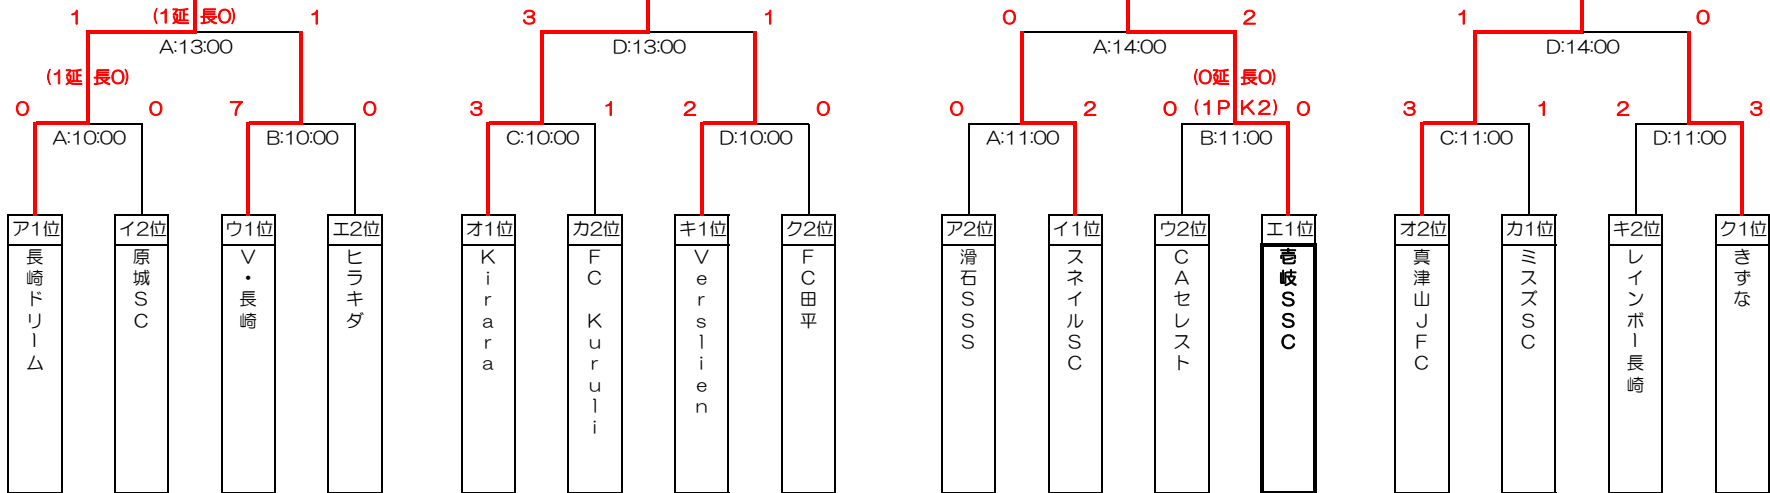 1 (1延 長0) 1 3 1 0 2 1 0
A:13:00 D:13:00 A:14:00 D:14:00
(1延 長0) (0延 長0)
0 0 7 0 3 1 2 0 0 2 0 (1P K2) 0 3 1 2 3
A:10:00 B:10:00 C:10:00 D:10:00 A:11:00 B:11:00 C:11:00 D:11:00
ア1位 イ2位 ウ1位 エ2位 オ1位 カ2位 キ1位 ク2位 ア2位 イ1位 ウ2位 エ1位 オ2位 カ1位 キ2位 ク1位
長崎ドリーム
原城SC
V・長崎
ヒラキダ
Kirara
FC Kuruli
Verslien
FC田平
滑石SSS
スネイルSC
CAセレスト
壱岐SSC
真津山JFC
ミスズSC
レインボー長崎
きずな